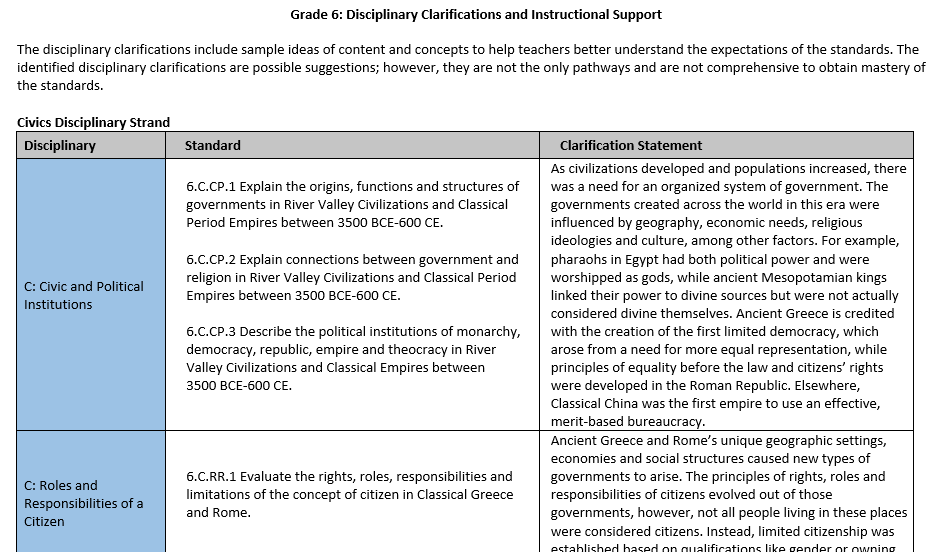 Grade 6: Disciplinary Clarifications and Instructional Support
The disciplinary clarifications include sample ideas of content and concepts to help teachers better understand the expectations of the standards. The
identified disciplinary clarifications are possible suggestions; however, they are not the only pathways and are not comprehensive to obtain mastery of
the standards.
Civics Disciplinary Strand
Disciplinary
Standard
Clarification Statement
C: Civic and Political
Institutions
6.C.CP.1 Explain the origins, functions and structures of
governments in River Valley Civilizations and Classical
Period Empires between 3500 BCE-600 CE.
6.C.CP.2 Explain connections between government and
religion in River Valley Civilizations and Classical Period
Empires between 3500 BCE-600 CE.
6.C.CP.3 Describe the political institutions of monarchy,
democracy, republic, empire and theocracy in River
Valley Civilizations and Classical Empires between
3500 BCE-600 CE.
As civilizations developed and populations increased, there
was a need for an organized system of government. The
governments created across the world in this era were
influenced by geography, economic needs, religious
ideologies and culture, among other factors. For example,
pharaohs in Egypt had both political power and were
worshipped as gods, while ancient Mesopotamian kings
linked their power to divine sources but were not actually
considered divine themselves. Ancient Greece is credited
with the creation of the first limited democracy, which
arose from a need for more equal representation, while
principles of equality before the law and citizens’ rights
were developed in the Roman Republic. Elsewhere,
Classical China was the first empire to use an effective,
merit-based bureaucracy.
C: Roles and
Responsibilities of a
Citizen
6.C.RR.1 Evaluate the rights, roles, responsibilities and
limitations of the concept of citizen in Classical Greece
and Rome.
Ancient Greece and Rome’s unique geographic settings,
economies and social structures caused new types of
governments to arise. The principles of rights, roles and
responsibilities of citizens evolved out of those
governments, however, not all people living in these places
were considered citizens. Instead, limited citizenship was
established based on qualifications like gender or owning